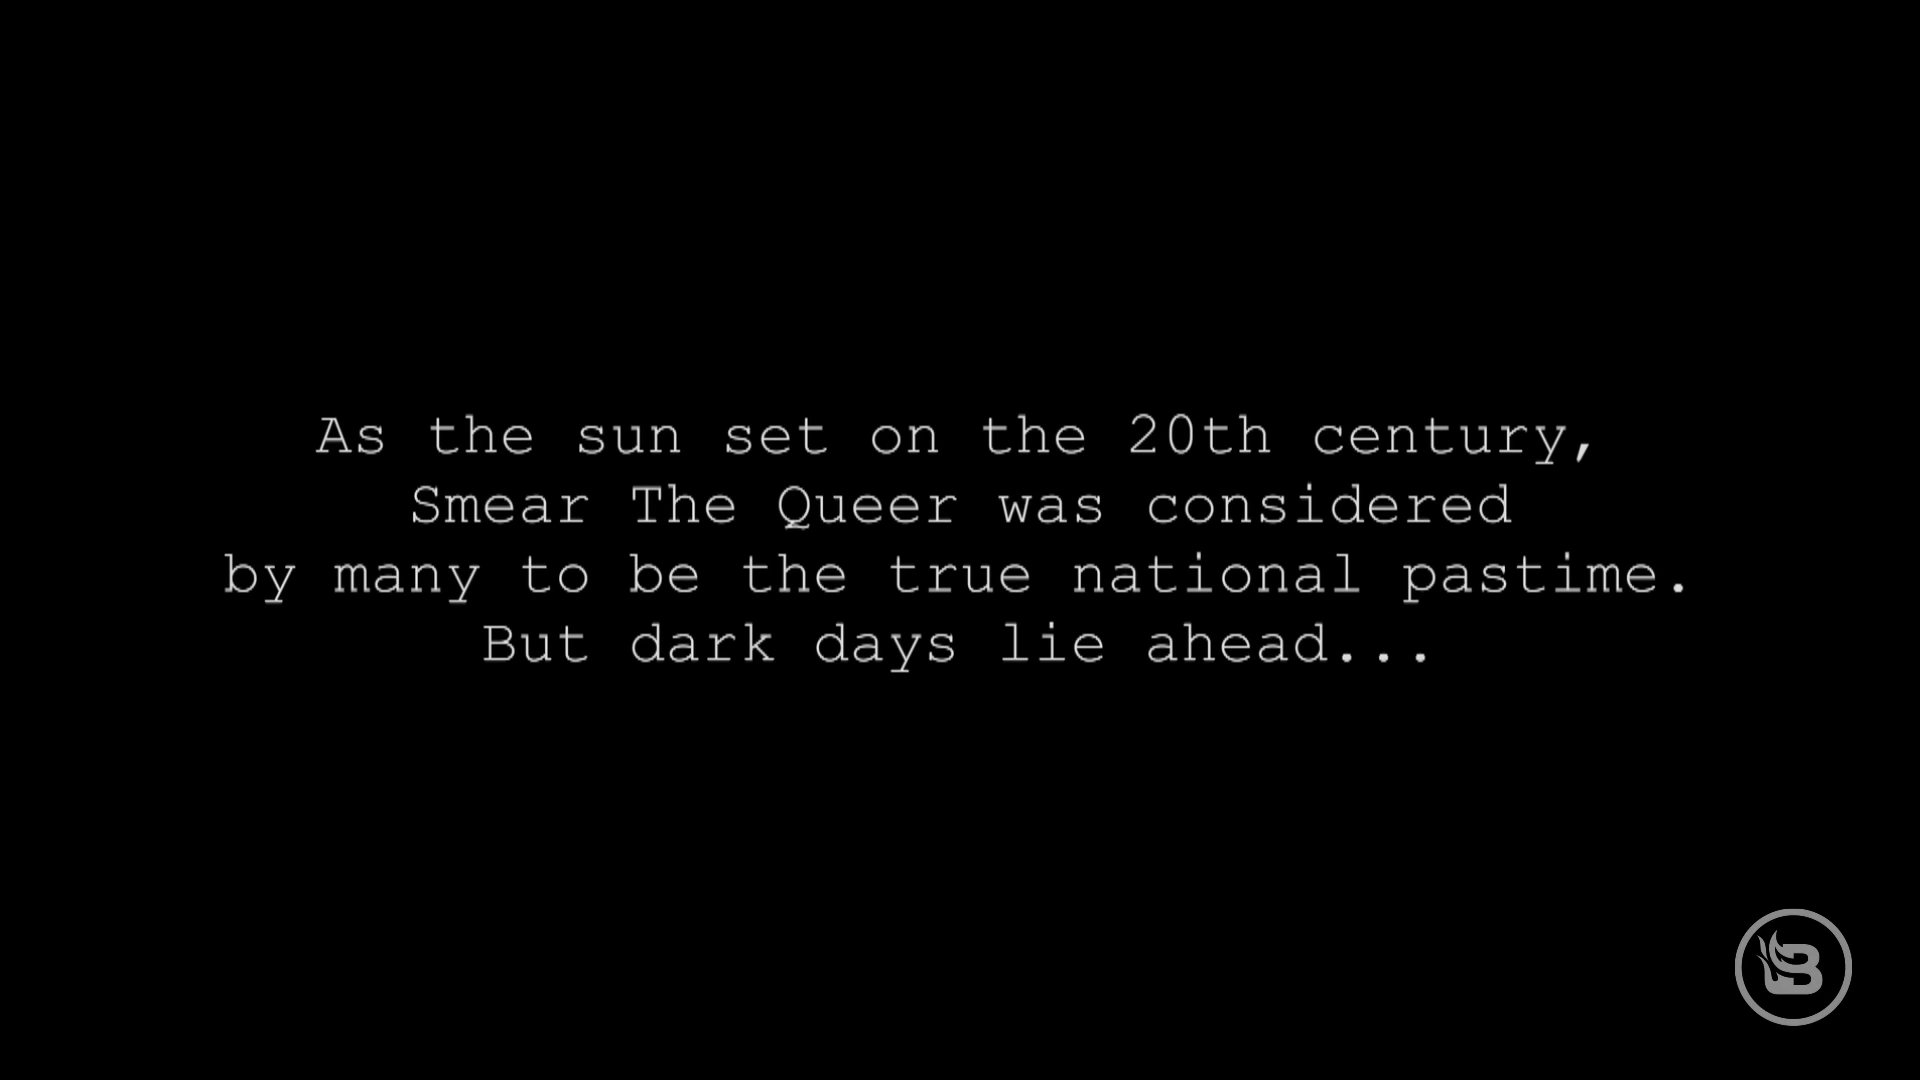 As the sun set on the 20th century,
Smear The Queer was considered
by many to be the true national pastime.
But dark days lie ahead...
B